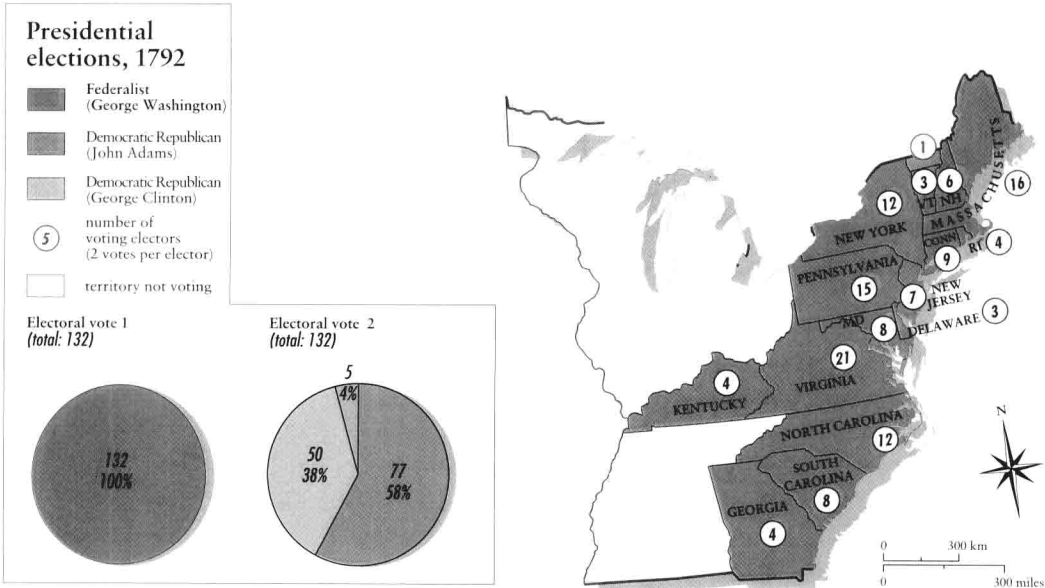 Presidential
elections, 1792
Federalist
(George Washington)
Democratic Republican
(John Adams)
Democratic Republican
(George Clinton)
5
number of
voting electors
(2 votes per elector)
territory not voting
Electoral vote 1
(total: 132)
132
100%
Electoral vote 2
(total: 132)
5
4%
50
38%
77
58%
1
3
6
16
VT
NH
MASSACHUSETTS
12
NEW YORK
CONN
RI
4
9
PENNSYLVANIA
15
7
NEW
JERSEY
MD
8
DELAWARE
3
21
VIRGINIA
4
KENTUCKY
NORTH CAROLINA
12
SOUTH
CAROLINA
8
GEORGIA
4
N
0 300 km
0 300 miles